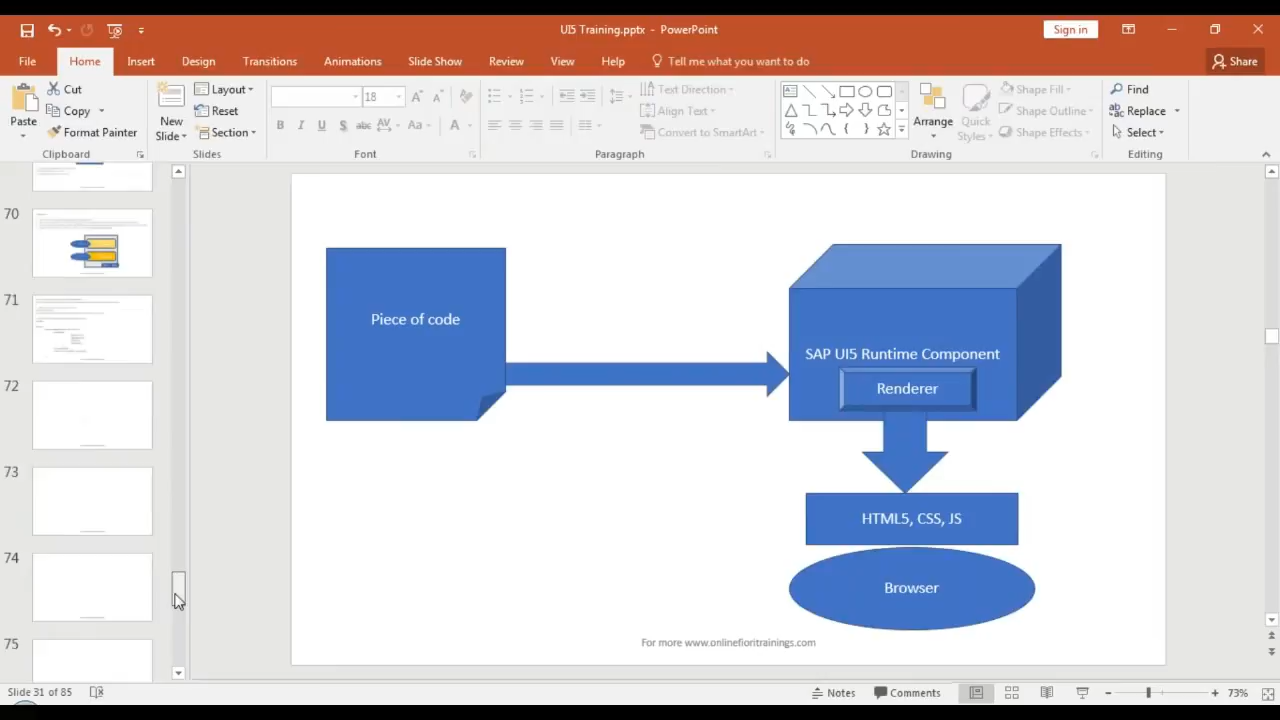 UI5 Training.pptx - PowerPoint
Sign in
File Home Insert Design Transitions Animations Slide Show Review View Help Tell me what you want to do Share
Paste
Cut
Copy
Format Painter
Clipboard
New
Slide
Layout
Reset
Section
Slides
18
B I U S abc AV Aa A
Font
Text Direction
Align Text
Convert to SmartArt
Paragraph
Arrange
Quick
Styles
Shape Fill
Shape Outline
Shape Effects
Drawing
Find
Replace
Select
Editing
70
71
72
73
74
75
Piece of code
SAP UI5 Runtime Component
Renderer
HTML5, CSS, JS
Browser
For more www.onlinefioritrainings.com
Slide 31 of 85
Notes
Comments
73%